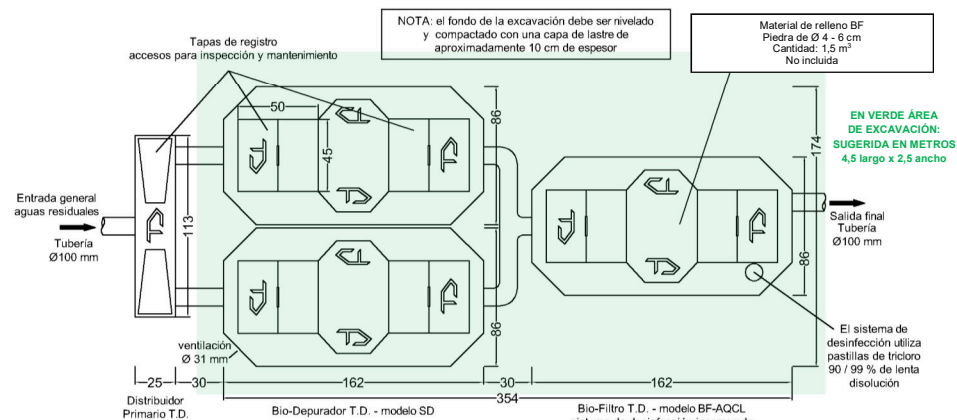 NOTA: el fondo de la excavación debe ser nivelado
y compactado con una capa de lastre de
aproximadamente 10 cm de espesor
Material de relleno BF
Piedra de Ø 4 - 6 cm
Cantidad: 1,5 m³
No incluida
Tapas de registro
accesos para inspección y mantenimiento
EN VERDE ÁREA
DE EXCAVACIÓN:
SUGERIDA EN METROS
4,5 largo x 2,5 ancho
50
45
86
174
86
113
86
Entrada general
aguas residuales
Tubería
Ø100 mm
Salida final
Tubería
Ø100 mm
ventilación
Ø 31 mm
El sistema de
desinfección utiliza
pastillas de tricloro
90 / 99 % de lenta
disolución
25
30
162
30
162
354
Distribuidor
Primario T.D.
Bio-Depurador T.D. - modelo SD
Bio-Filtro T.D. - modelo BF-AQCL